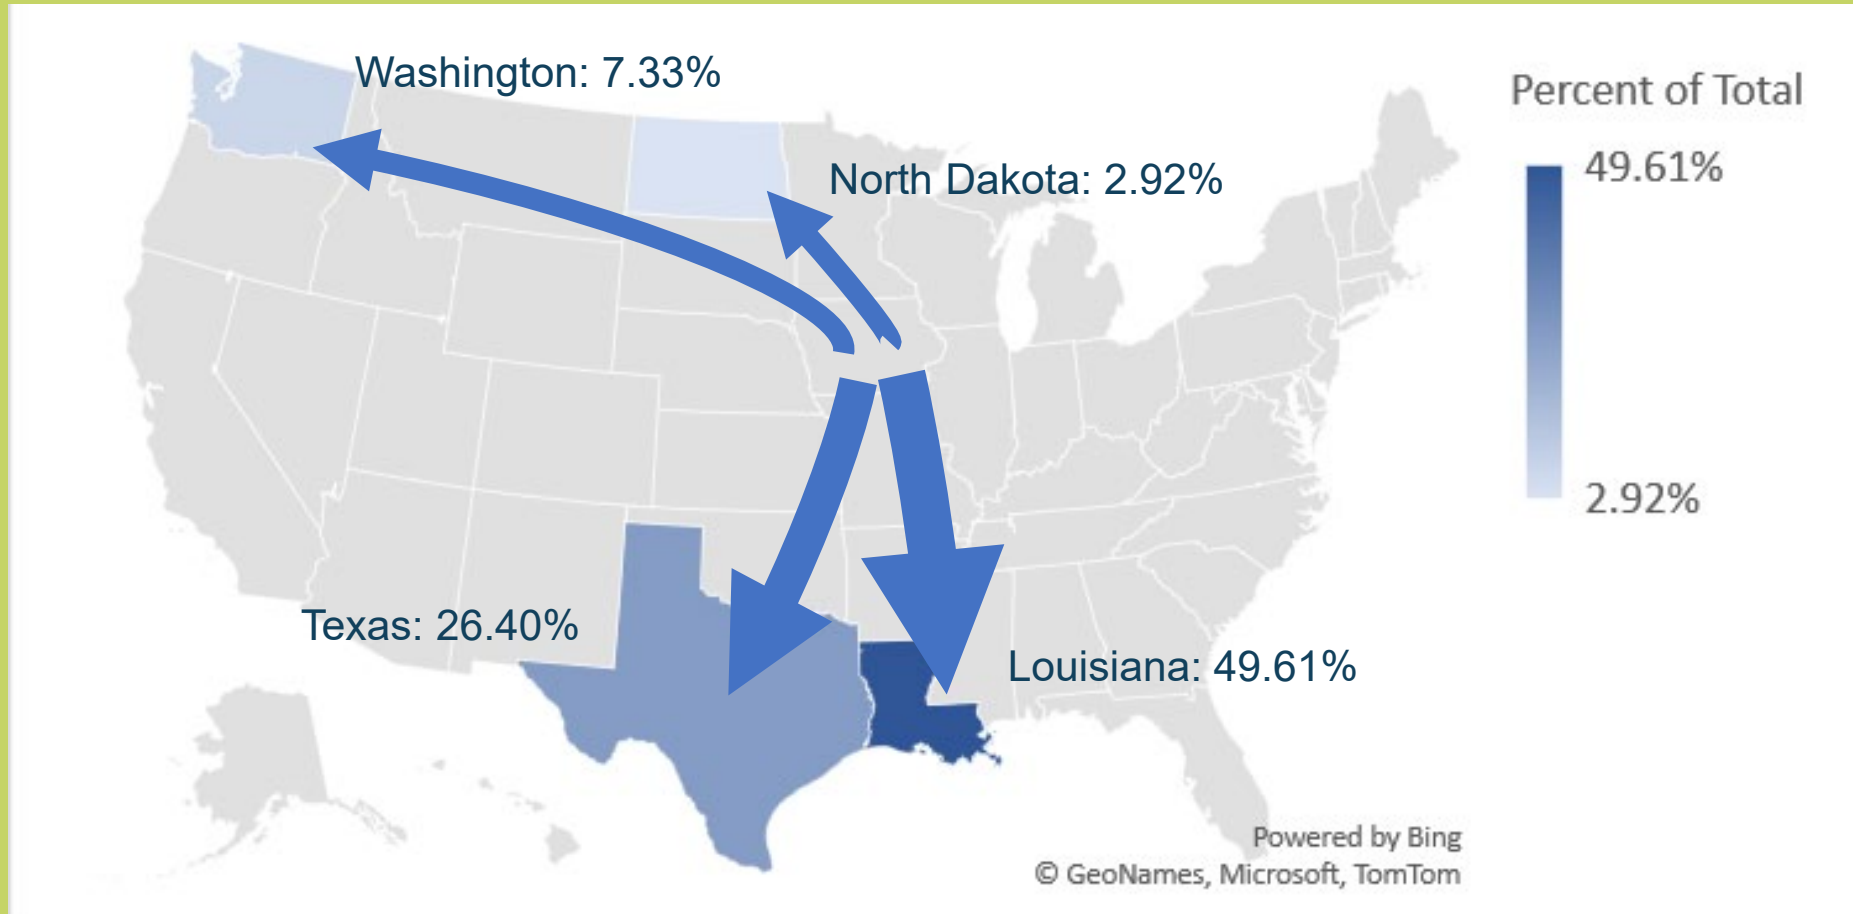 Washington: 7.33%
Percent of Total
49.61%
North Dakota: 2.92%
2.92%
Texas: 26.40%
Louisiana: 49.61%
Powered by Bing
© GeoNames, Microsoft, TomTom